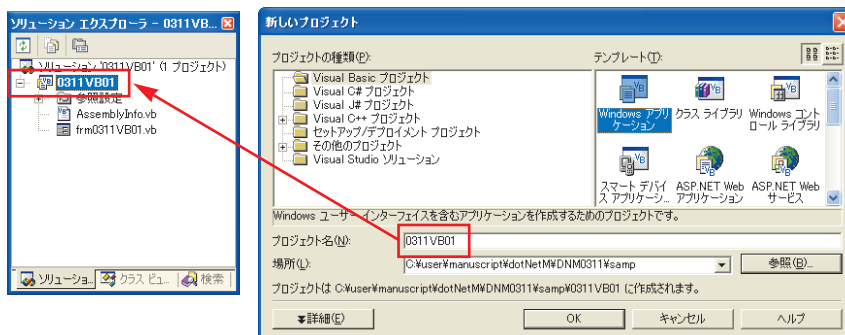 ソリューション エクスプローラ - 0311VB...
ソリューション '0311VB01' (1 プロジェクト)
0311VB01
参照設定
AssemblyInfo.vb
frm0311VB01.vb
ソリューショ...
クラス ビュ...
検索
新しいプロジェクト
プロジェクトの種類(P):
Visual Basic プロジェクト
Visual C# プロジェクト
Visual J# プロジェクト
Visual C++ プロジェクト
セットアップ/デプロイメント プロジェクト
その他のプロジェクト
Visual Studio ソリューション
テンプレート(T):
Windows アプリケーション
クラス ライブラリ
Windows コントロール ライブラリ
スマート デバイス アプリケーシ...
ASP.NET Web アプリケーション
ASP.NET Web サービス
Windows ユーザー インターフェイスを含むアプリケーションを作成するためのプロジェクトです。
プロジェクト名(N):
0311VB01
場所(L):
C:¥user¥manuscript¥dotNetM¥DNM0311¥samp
参照(B)...
プロジェクトは C:¥user¥manuscript¥dotNetM¥DNM0311¥samp¥0311VB01 に作成されます。
詳細(E)
OK
キャンセル
ヘルプ